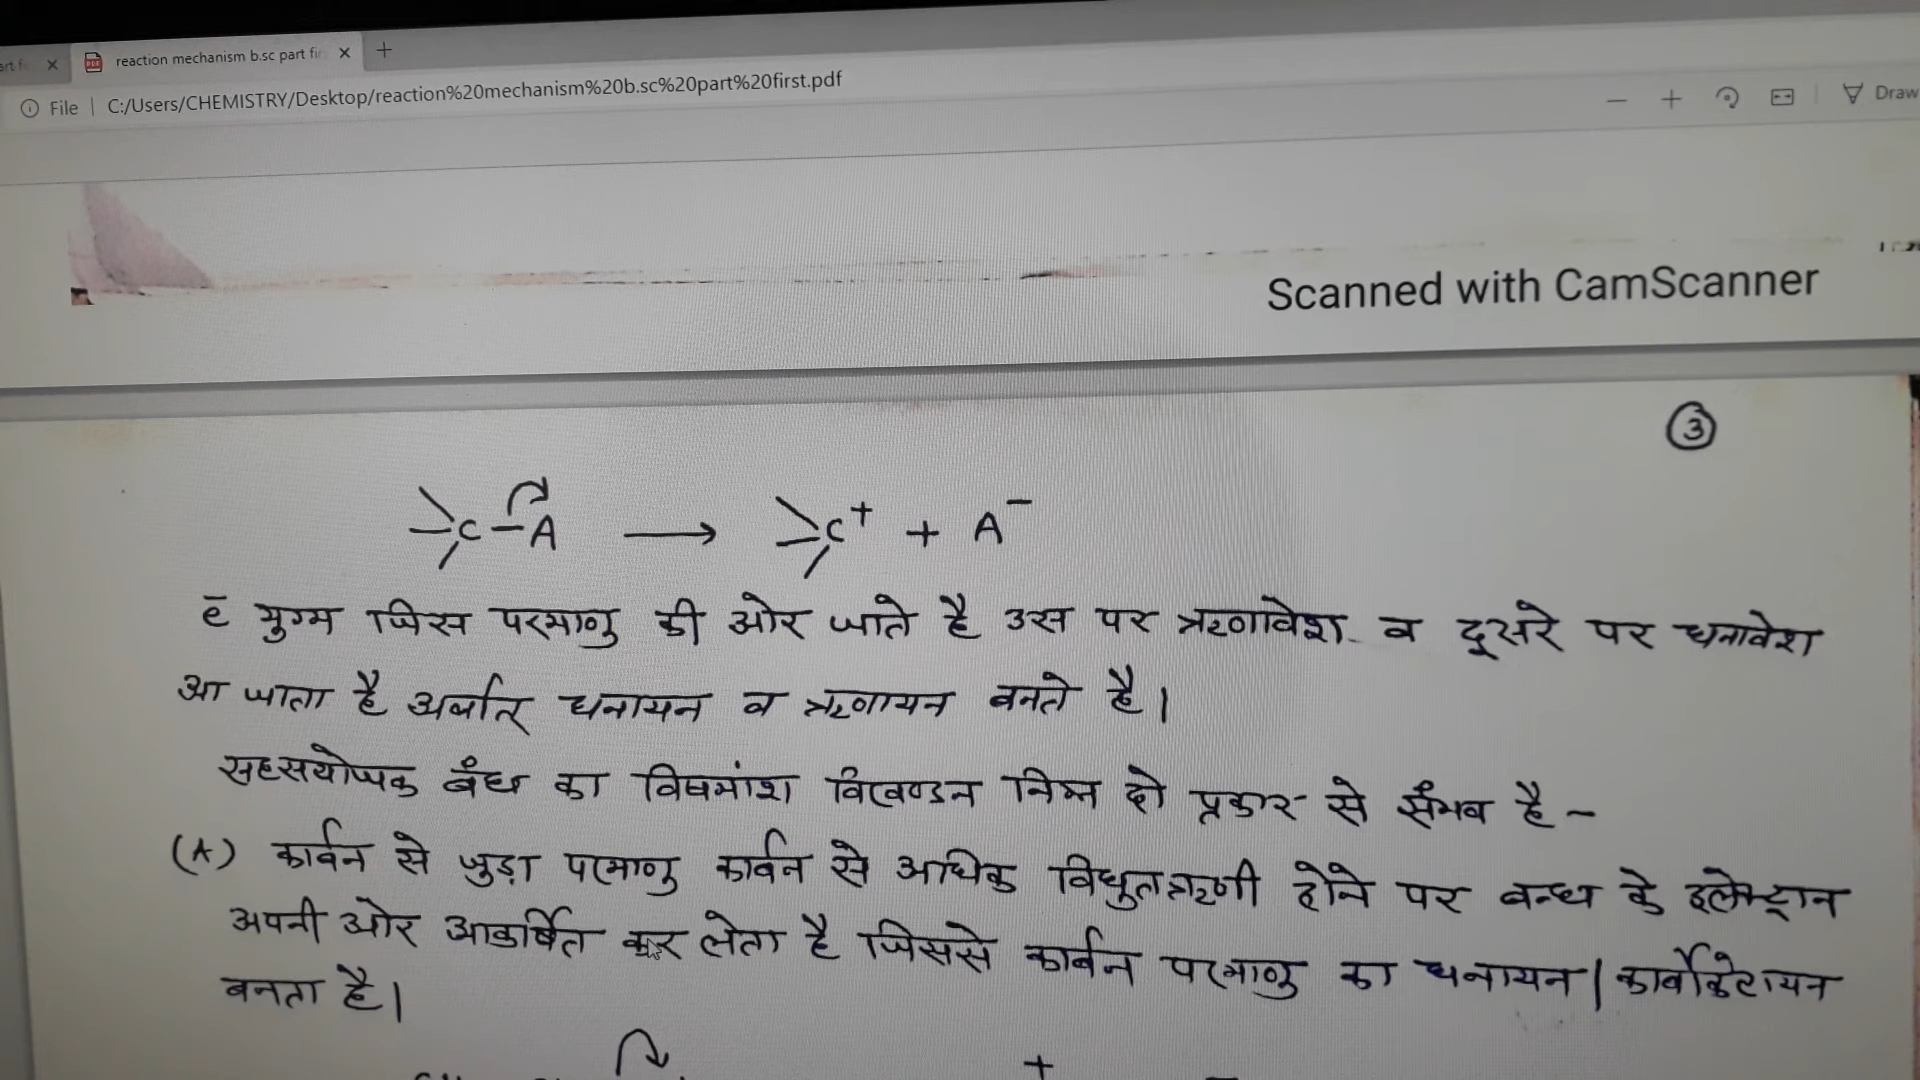 reaction mechanism b.sc part fir
File | C:/Users/CHEMISTRY/Desktop/reaction%20mechanism%20b.sc%20part%20first.pdf
Draw
Scanned with CamScanner
3
C–A → C+ + A−
ē युग्म जिस परमाणु की ओर जाते है उस पर ऋणावेश व दूसरे पर धनावेश
आ जाता है अर्थात् धनायन व ऋणायन बनते है।
सहसयोजक बंध का विषमांश विखण्डन निम्न दो प्रकार से संभव है –
(A) कार्बन से जुड़ा परमाणु कार्बन से अधिक विधुतऋणी होने पर बन्ध के इलेक्ट्रान
अपनी ओर आकर्षित कर लेता है जिससे कार्बन परमाणु का धनायन | कार्बोकेटायन
बनता है।